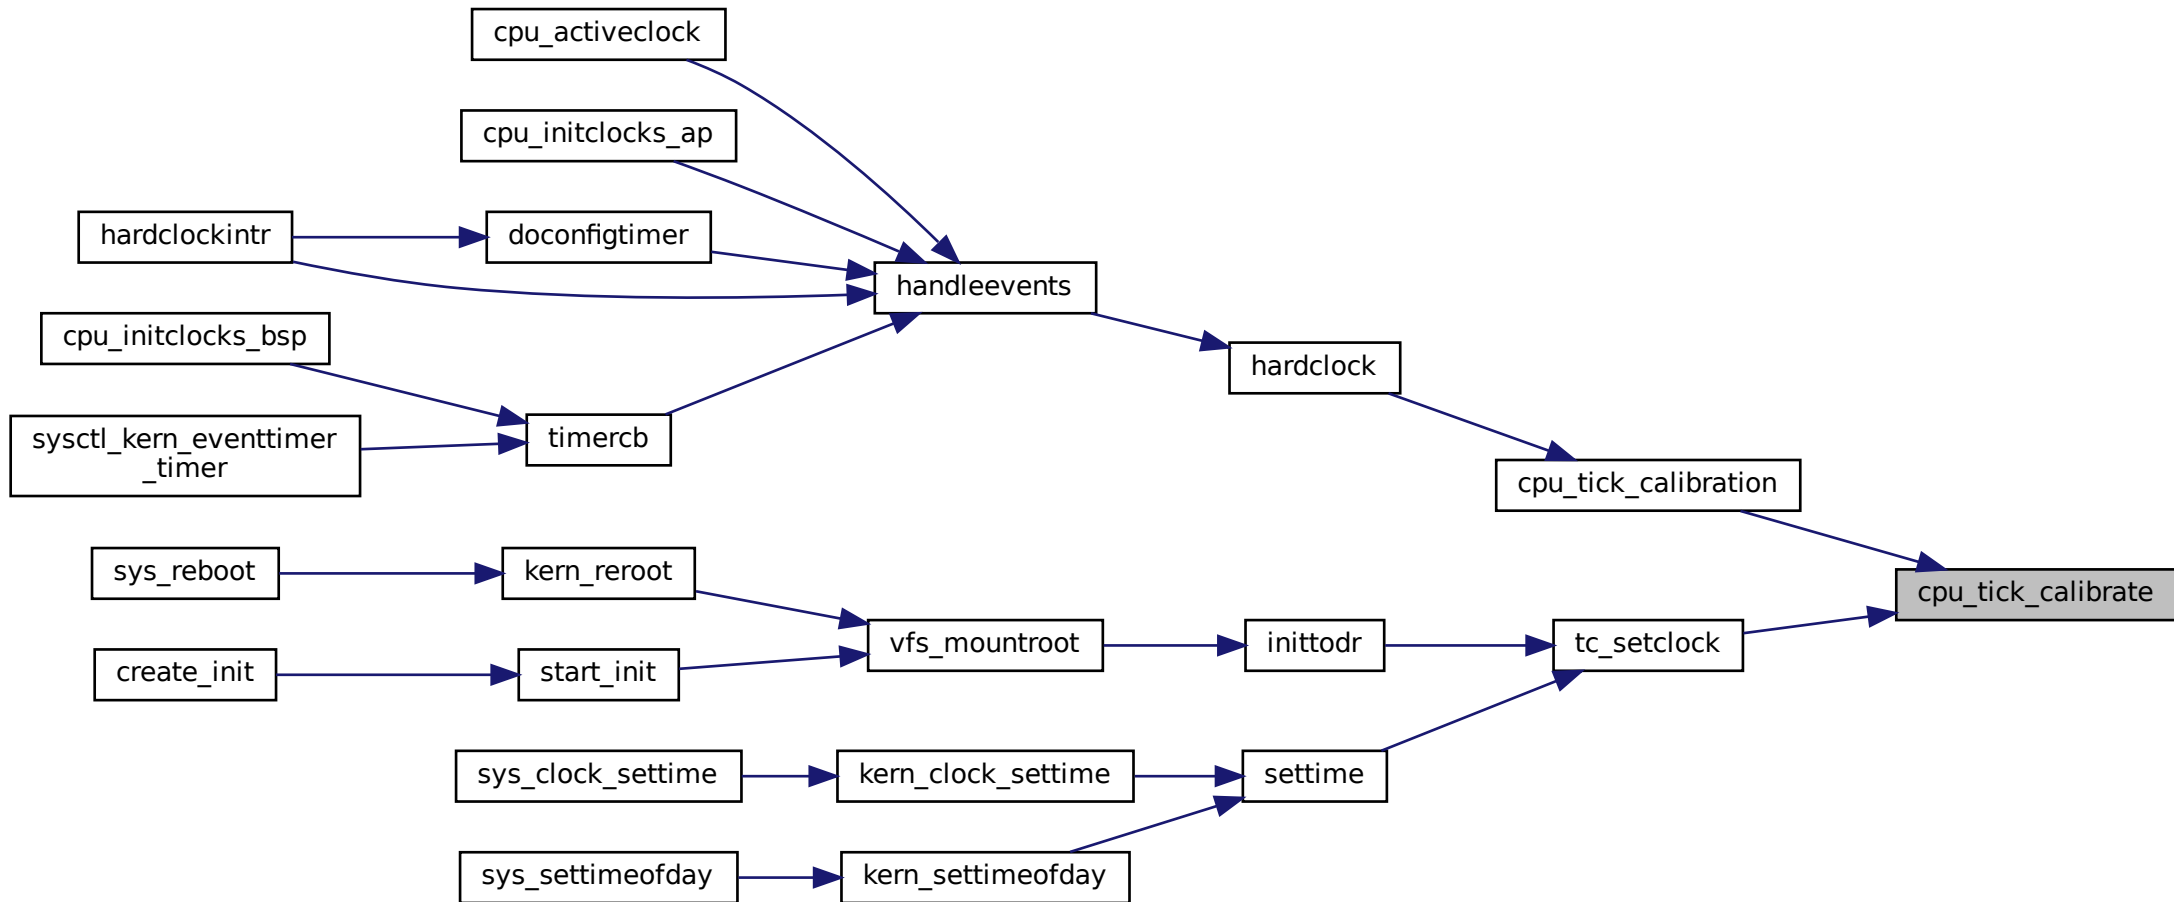 cpu_activeclock
cpu_initclocks_ap
hardclockintr
doconfigtimer
handleevents
cpu_initclocks_bsp
hardclock
sysctl_kern_eventtimer
_timer
timercb
cpu_tick_calibration
sys_reboot
kern_reroot
cpu_tick_calibrate
vfs_mountroot
inittodr
tc_setclock
create_init
start_init
sys_clock_settime
kern_clock_settime
settime
sys_settimeofday
kern_settimeofday